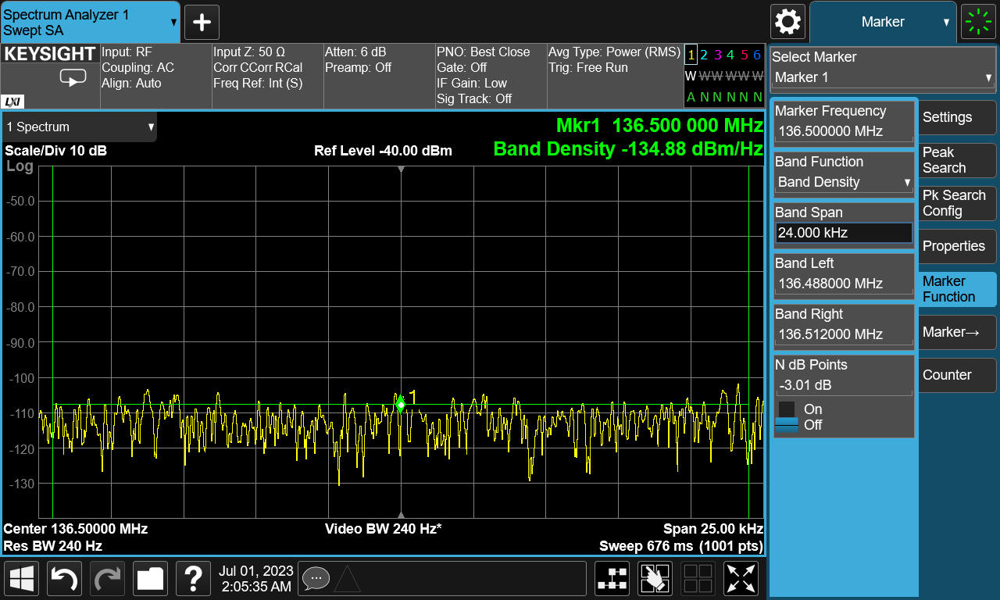 Spectrum Analyzer 1
Swept SA
Marker
KEYSIGHT
LXI
Input: RF
Coupling: AC
Align: Auto
Input Z: 50 Ω
Corr CCorr RCal
Freq Ref: Int (S)
Atten: 6 dB
Preamp: Off
PNO: Best Close
Gate: Off
IF Gain: Low
Sig Track: Off
Avg Type: Power (RMS)
Trig: Free Run
1 2 3 4 5 6
W W W W W W
A N N N N N
1 Spectrum
Scale/Div 10 dB
Log
Ref Level -40.00 dBm
Mkr1 136.500 000 MHz
Band Density -134.88 dBm/Hz
-50.0
-60.0
-70.0
-80.0
-90.0
-100
-110
-120
-130
1
Center 136.50000 MHz
Res BW 240 Hz
Video BW 240 Hz*
Span 25.00 kHz
Sweep 676 ms (1001 pts)
Select Marker
Marker 1
Marker Frequency
136.500000 MHz
Band Function
Band Density
Band Span
24.000 kHz
Band Left
136.488000 MHz
Band Right
136.512000 MHz
N dB Points
-3.01 dB
On
Off
Settings
Peak
Search
Pk Search
Config
Properties
Marker
Function
Marker→
Counter
?
Jul 01, 2023
2:05:35 AM